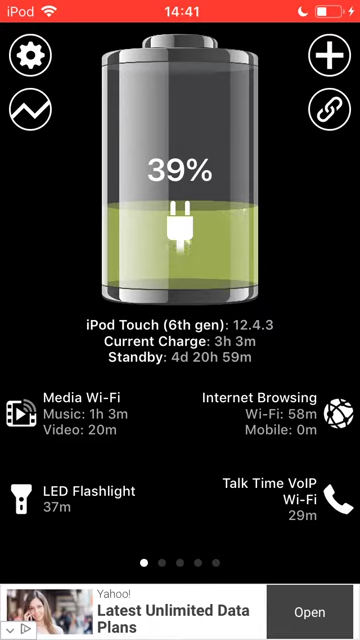 iPod 14:41
39%
iPod Touch (6th gen): 12.4.3
Current Charge: 3h 3m
Standby: 4d 20h 59m
Media Wi-Fi
Music: 1h 3m
Video: 20m
Internet Browsing
Wi-Fi: 58m
Mobile: 0m
LED Flashlight
37m
Talk Time VoIP
Wi-Fi
29m
Yahoo!
Latest Unlimited Data
Plans
Open